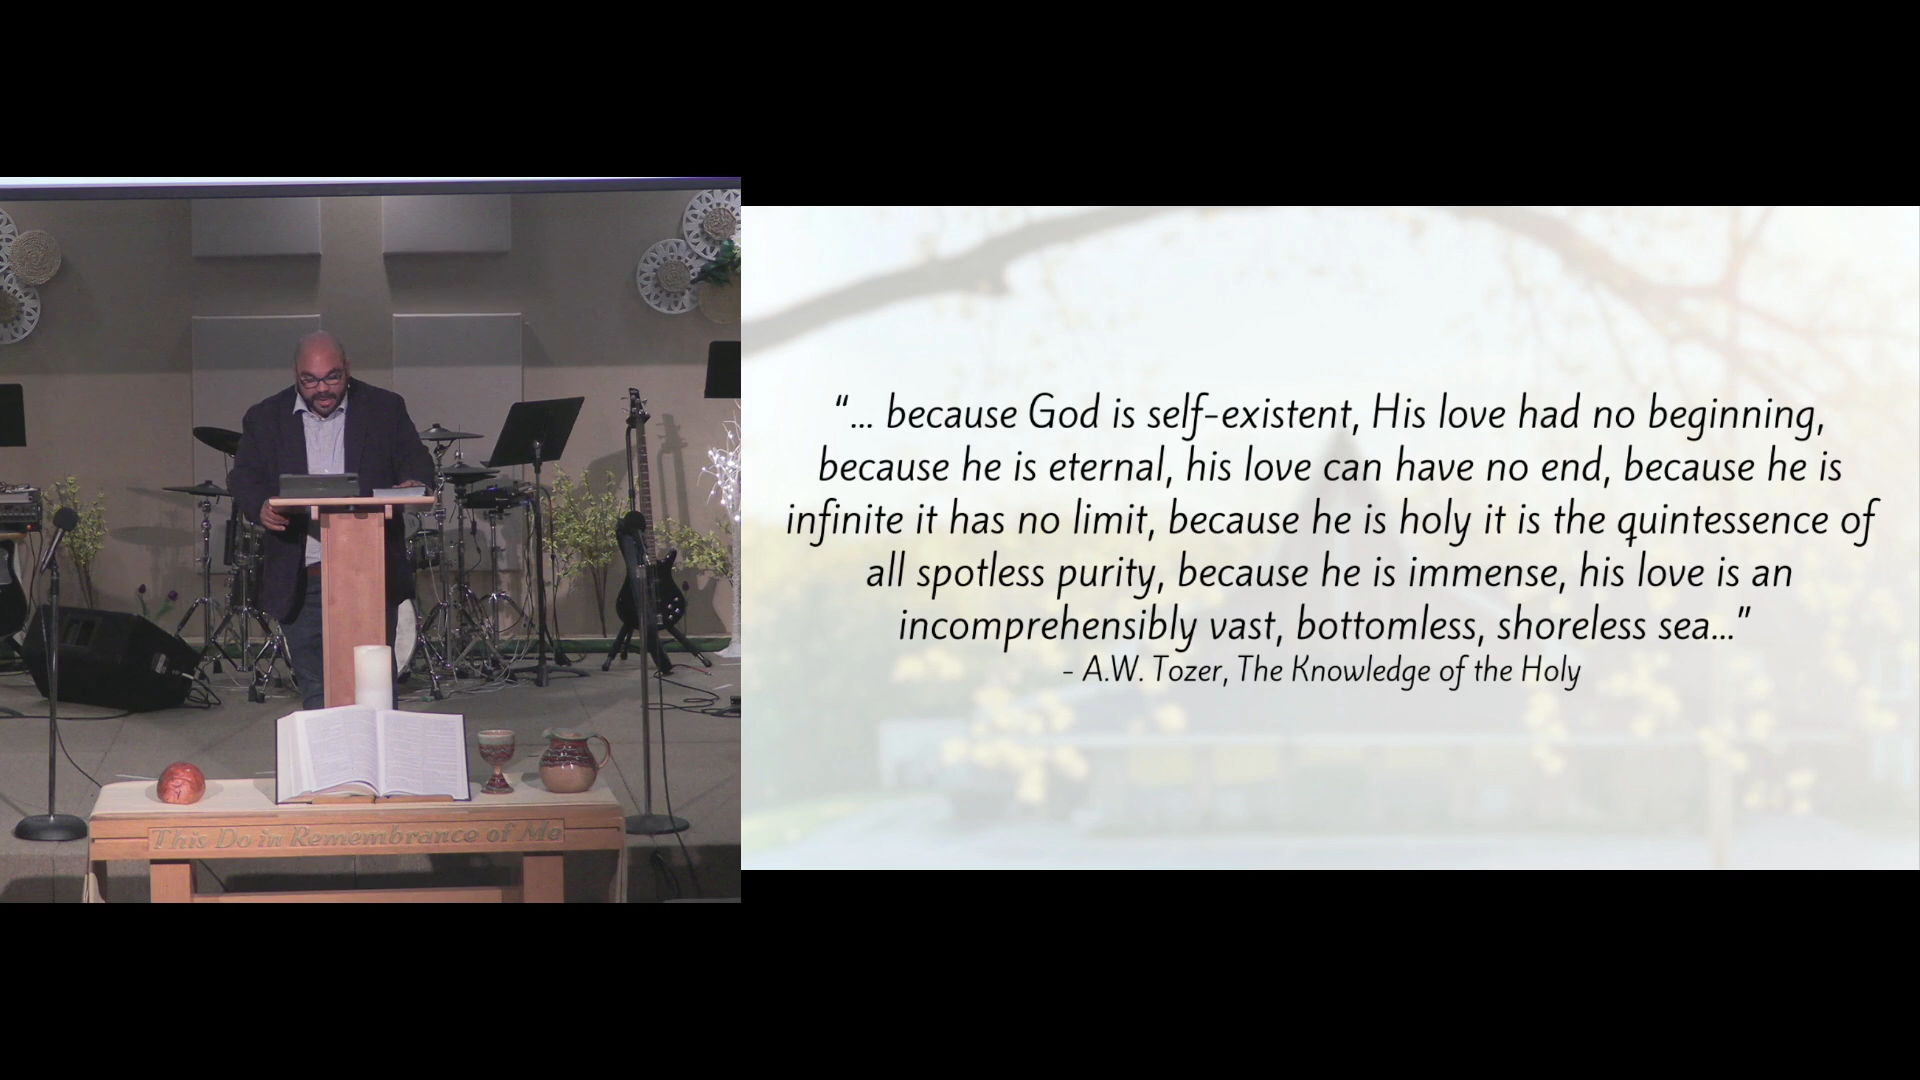 “... because God is self-existent, His love had no beginning,
because he is eternal, his love can have no end, because he is
infinite it has no limit, because he is holy it is the quintessence of
all spotless purity, because he is immense, his love is an
incomprehensibly vast, bottomless, shoreless sea...”
- A.W. Tozer, The Knowledge of the Holy
This Do in Remembrance of Me